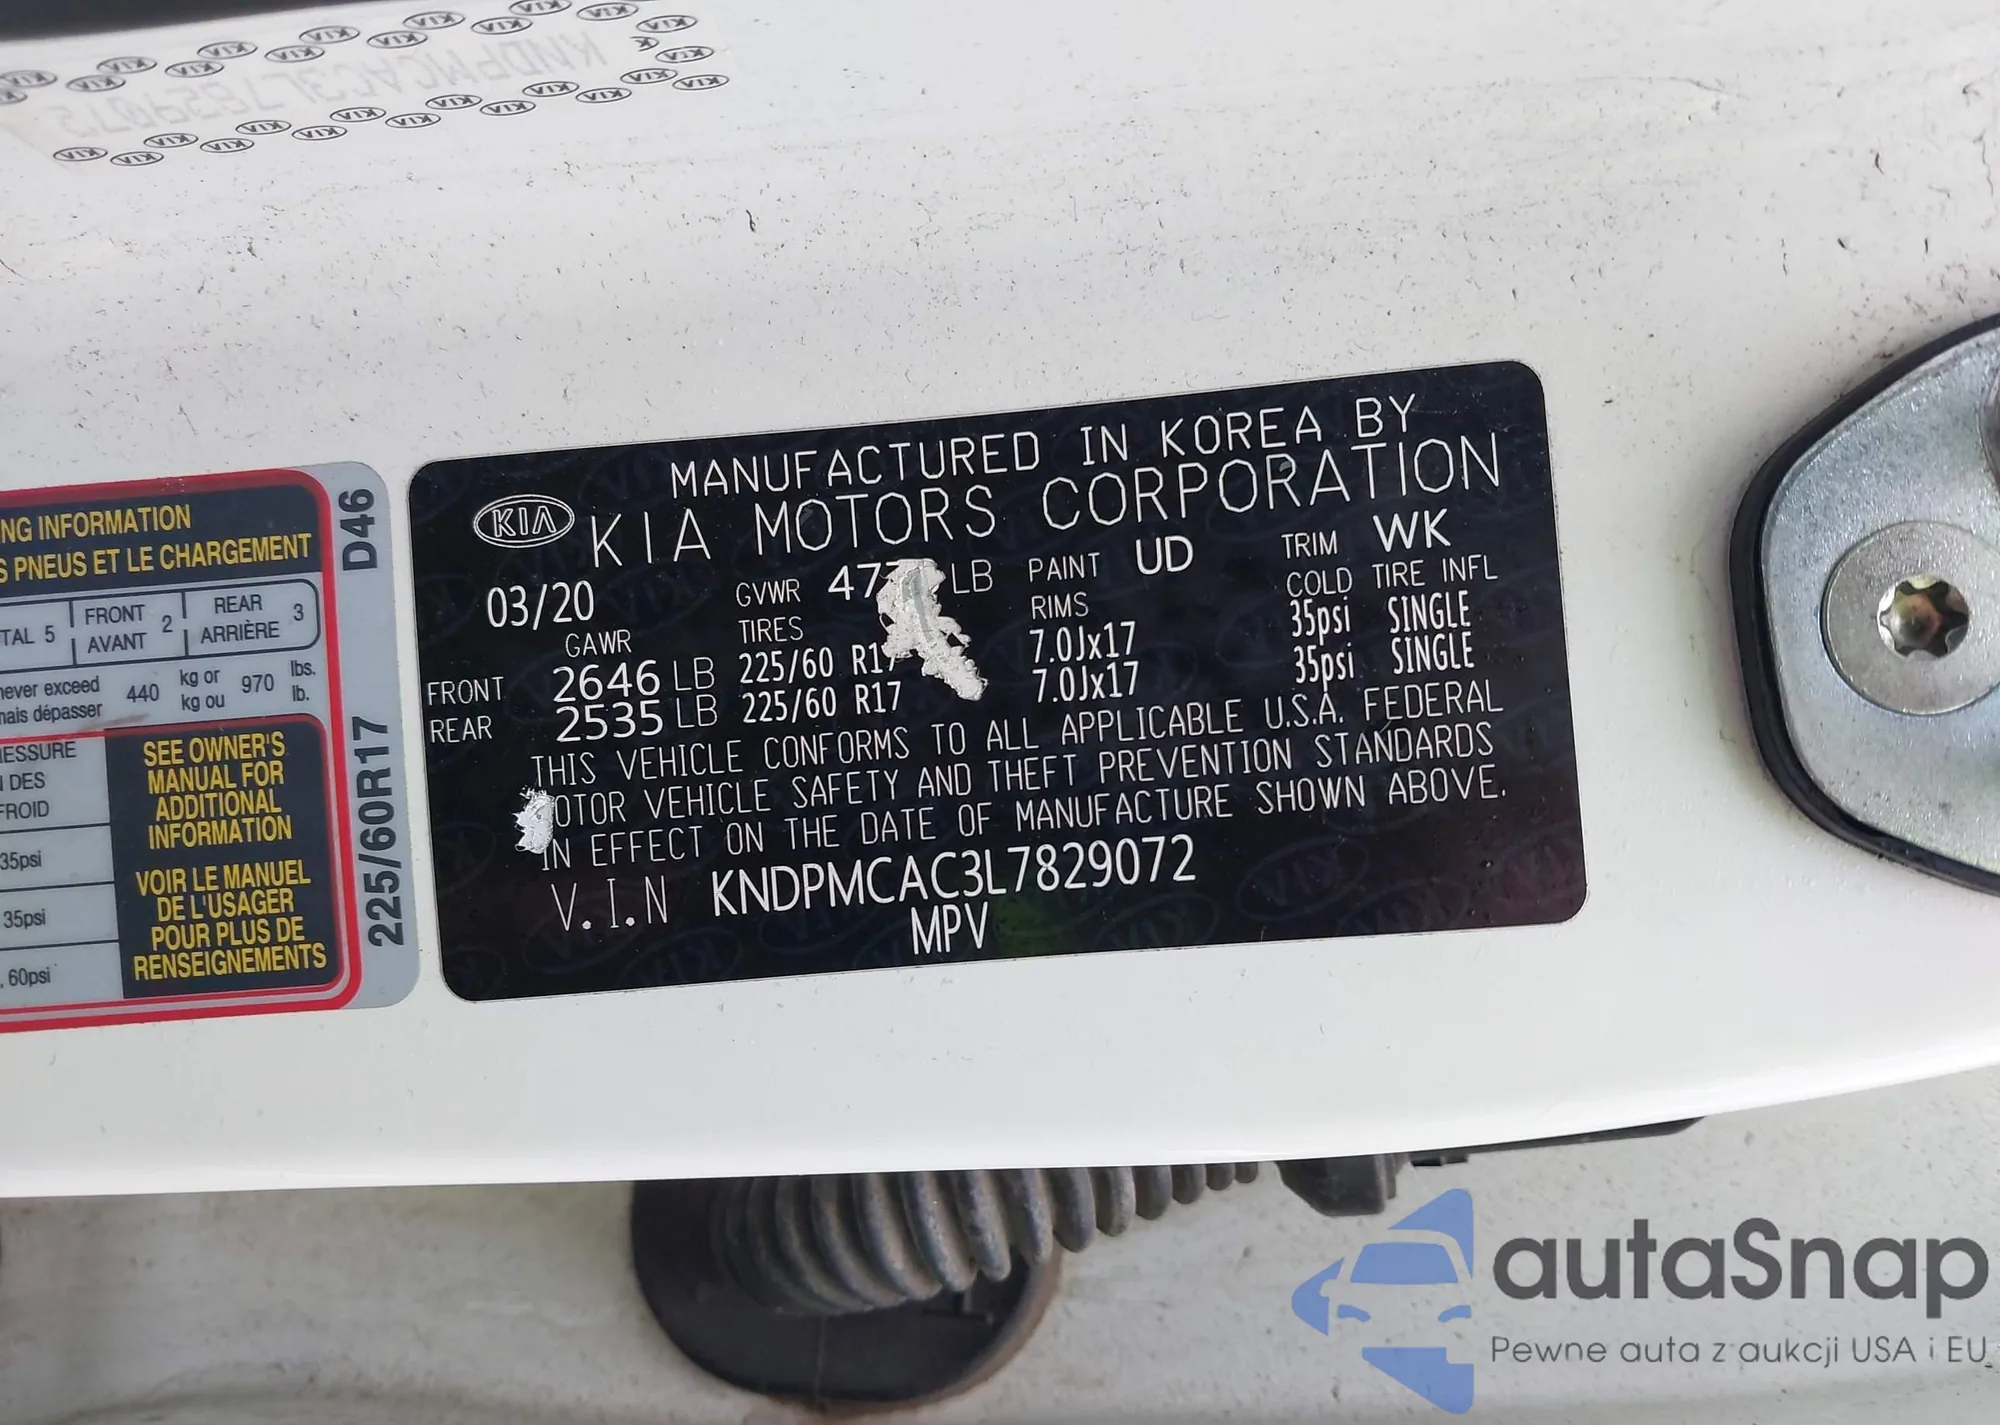 MANUFACTURED IN KOREA BY
KIA KIA MOTORS CORPORATION
03/20 GVWR 47 LB PAINT UD TRIM WK
GAWR TIRES RIMS COLD TIRE INFL
FRONT 2646 LB 225/60 R17 7.0Jx17 35psi SINGLE
REAR 2535 LB 225/60 R17 7.0Jx17 35psi SINGLE
THIS VEHICLE CONFORMS TO ALL APPLICABLE U.S.A. FEDERAL
OTOR VEHICLE SAFETY AND THEFT PREVENTION STANDARDS
IN EFFECT ON THE DATE OF MANUFACTURE SHOWN ABOVE.
V.I.N KNDPMCAC3L7829072
MPV
NG INFORMATION
S PNEUS ET LE CHARGEMENT
TAL 5 FRONT AVANT 2 REAR ARRIÈRE 3
never exceed 440 kg or 970 lbs.
mais dépasser kg ou lb.
ESSURE
DES
FROID
35psi
35psi
, 60psi
SEE OWNER'S
MANUAL FOR
ADDITIONAL
INFORMATION
VOIR LE MANUEL
DE L'USAGER
POUR PLUS DE
RENSEIGNEMENTS
D46
225/60R17
autaSnap
Pewne auta z aukcji USA i EU